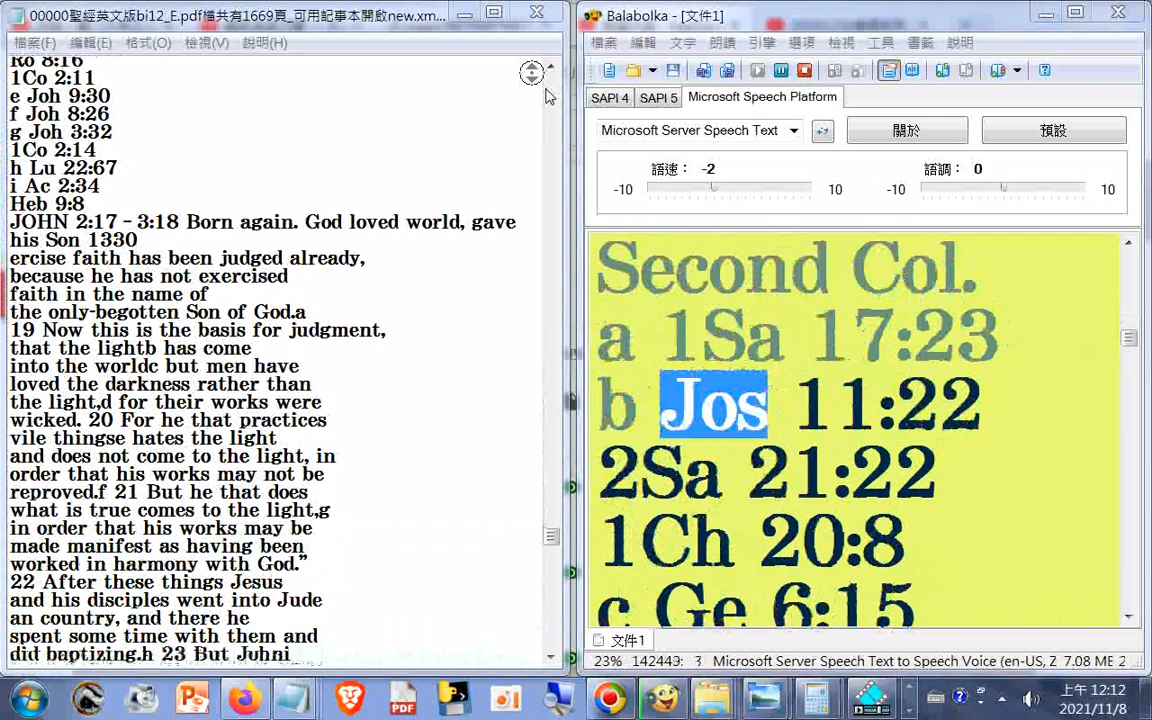 00000聖經英文版bi12_E.pdf檔共有1669頁_可用記事本開啟new.xm...
檔案(F) 編輯(E) 格式(O) 檢視(V) 說明(H)
Ro 8:16
1Co 2:11
e Joh 9:30
f Joh 8:26
g Joh 3:32
1Co 2:14
h Lu 22:67
i Ac 2:34
Heb 9:8
JOHN 2:17–3:18 Born again. God loved world, gave
his Son 1330
ercise faith has been judged already,
because he has not exercised
faith in the name of
the only-begotten Son of God.a
19 Now this is the basis for judgment,
that the lightb has come
into the worldc but men have
loved the darkness rather than
the light,d for their works were
wicked. 20 For he that practices
vile thingse hates the light
and does not come to the light, in
order that his works may not be
reproved.f 21 But he that does
what is true comes to the light,g
in order that his works may be
made manifest as having been
worked in harmony with God.”
22 After these things Jesus
and his disciples went into Jude
an country, and there he
spent some time with them and
did baptizing.h 23 But Juhni
Balabolka - [文件1]
檔案 編輯 文字 朗讀 引擎 選項 檢視 工具 書籤 說明
SAPI 4 SAPI 5 Microsoft Speech Platform
Microsoft Server Speech Text 關於 預設
語速： -2 語調： 0
-10 10 -10 10
Second Col.
a 1Sa 17:23
b Jos 11:22
2Sa 21:22
1Ch 20:8
c Ge 6:15
文件1
23% 142443: 3 Microsoft Server Speech Text to Speech Voice (en-US, Z 7.08 MB 2
PDF
上午 12:12
2021/11/8